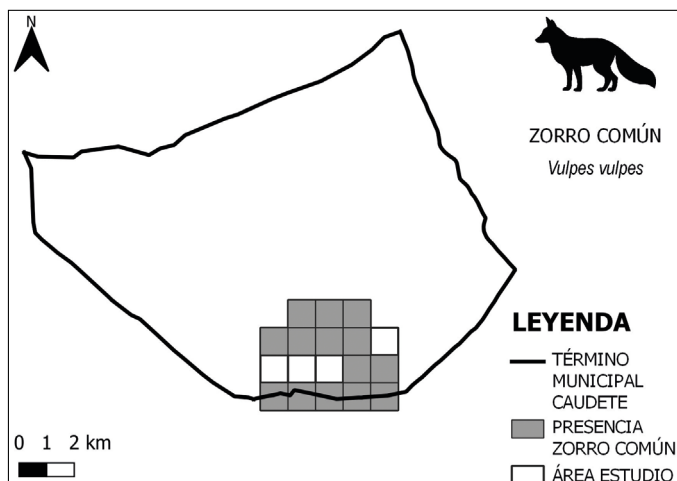 N
ZORRO COMÚN
Vulpes vulpes
LEYENDA
TÉRMINO
MUNICIPAL
CAUDETE
PRESENCIA
ZORRO COMÚN
ÁREA ESTUDIO
0 1 2 km